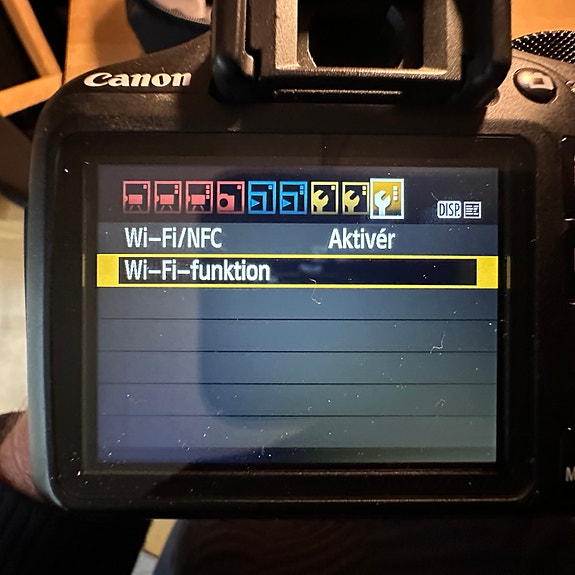 Canon
DISP.
Wi-Fi/NFC Aktivér
Wi-Fi-funktion
M